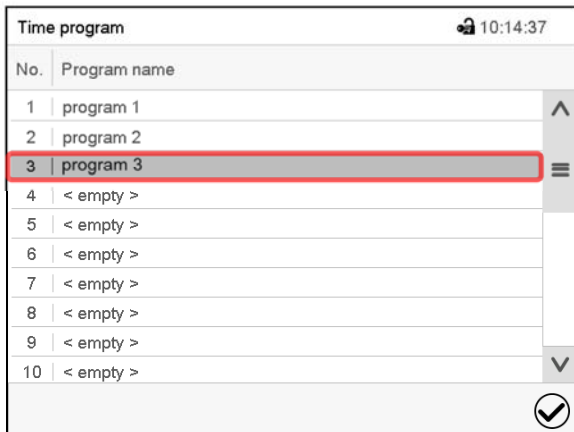 Time program 10:14:37
No. Program name
1 program 1
2 program 2
3 program 3
4 < empty >
5 < empty >
6 < empty >
7 < empty >
8 < empty >
9 < empty >
10 < empty >